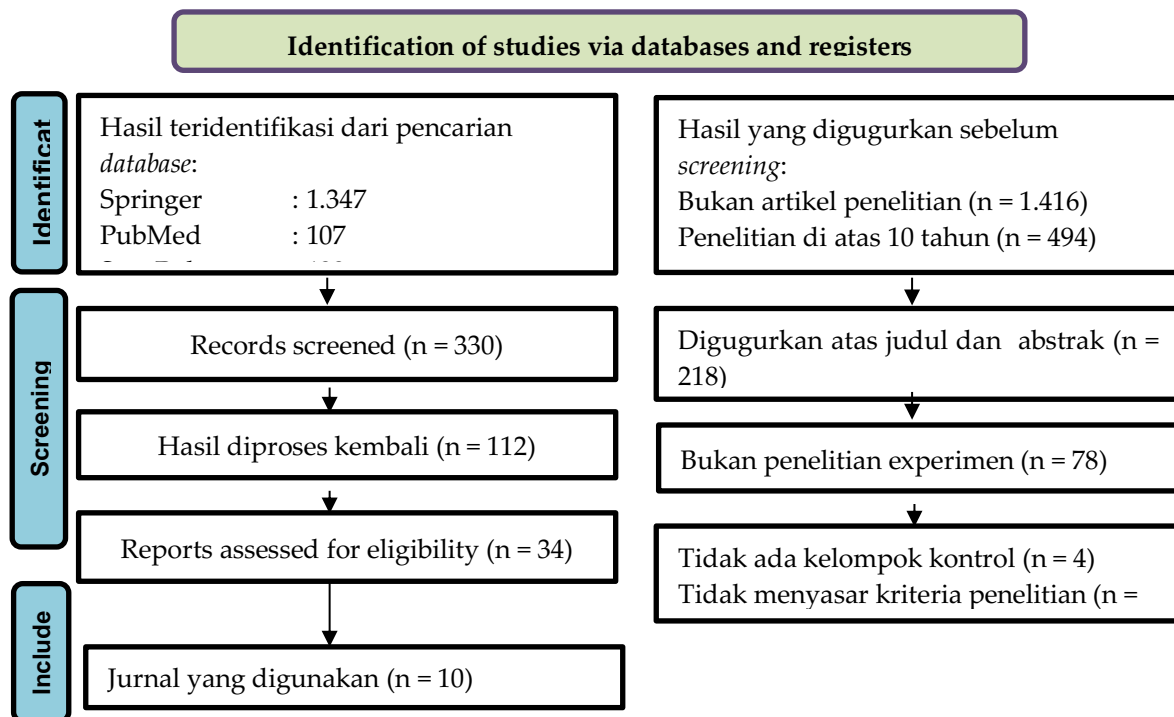 Identification of studies via databases and registers
Identificat
Hasil teridentifikasi dari pencarian
database:
Springer : 1.347
PubMed : 107
Hasil yang digugurkan sebelum
screening:
Bukan artikel penelitian (n = 1.416)
Penelitian di atas 10 tahun (n = 494)
Screening
Records screened (n = 330)
Digugurkan atas judul dan abstrak (n =
218)
Hasil diproses kembali (n = 112)
Bukan penelitian experimen (n = 78)
Reports assessed for eligibility (n = 34)
Tidak ada kelompok kontrol (n = 4)
Tidak menyasar kriteria penelitian (n =
Include
Jurnal yang digunakan (n = 10)